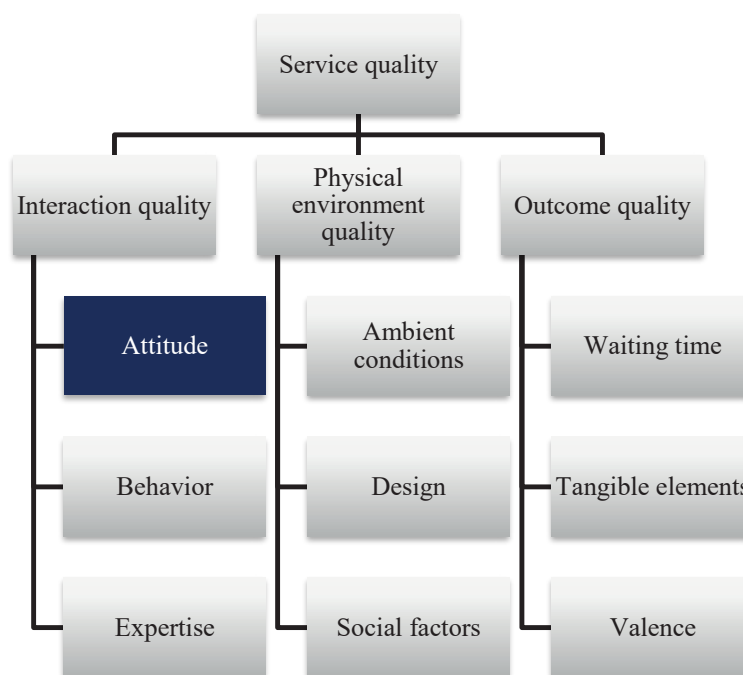 Service quality
Interaction quality
Physical
environment
quality
Outcome quality
Attitude
Ambient
conditions
Waiting time
Behavior
Design
Tangible elements
Expertise
Social factors
Valence